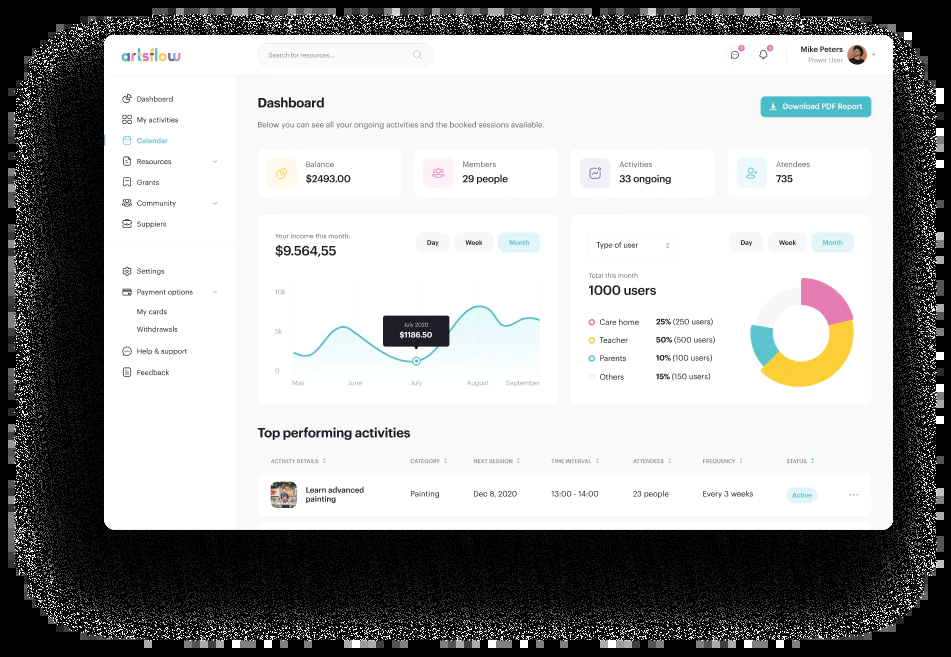 artsflow
Search for resources...
Mike Peters
Power User
Dashboard
My activities
Calendar
Resources
Grants
Community
Suppiers
Settings
Payment options
My cards
Withdrawals
Help & support
Feedback
Dashboard
Below you can see all your ongoing activities and the booked sessions available.
Download PDF Report
Balance
$2493.00
Members
29 people
Activities
33 ongoing
Atendees
735
Your income this month:
$9.564,55
Day Week Month
10k
5k
0
July 2020
$1186.50
May June July August September
Type of user
Day Week Month
Total this month
1000 users
Care home 25% (250 users)
Teacher 50% (500 users)
Parents 10% (100 users)
Others 15% (150 users)
Top performing activities
ACTIVITY DETAILS CATEGORY NEXT SESSION TIME INTERVAL ATTENDEES FREQUENCY STATUS
Learn advanced
painting
Painting Dec 8, 2020 13:00 - 14:00 23 people Every 3 weeks Active